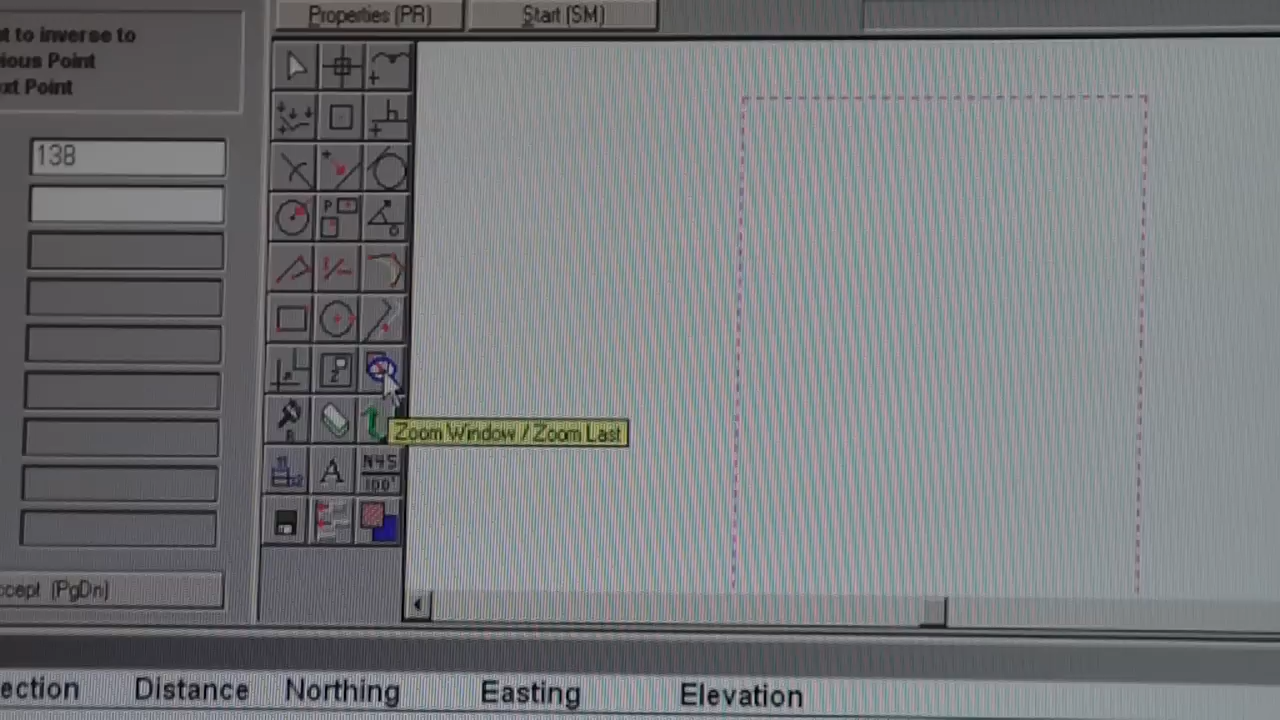 Properties (PR)
Start (SM)
t to inverse to
ious Point
xt Point
138
P
Z
Zoom Window / Zoom Last
R
A
N45
100'
ccept (PgDn)
ection Distance Northing Easting Elevation